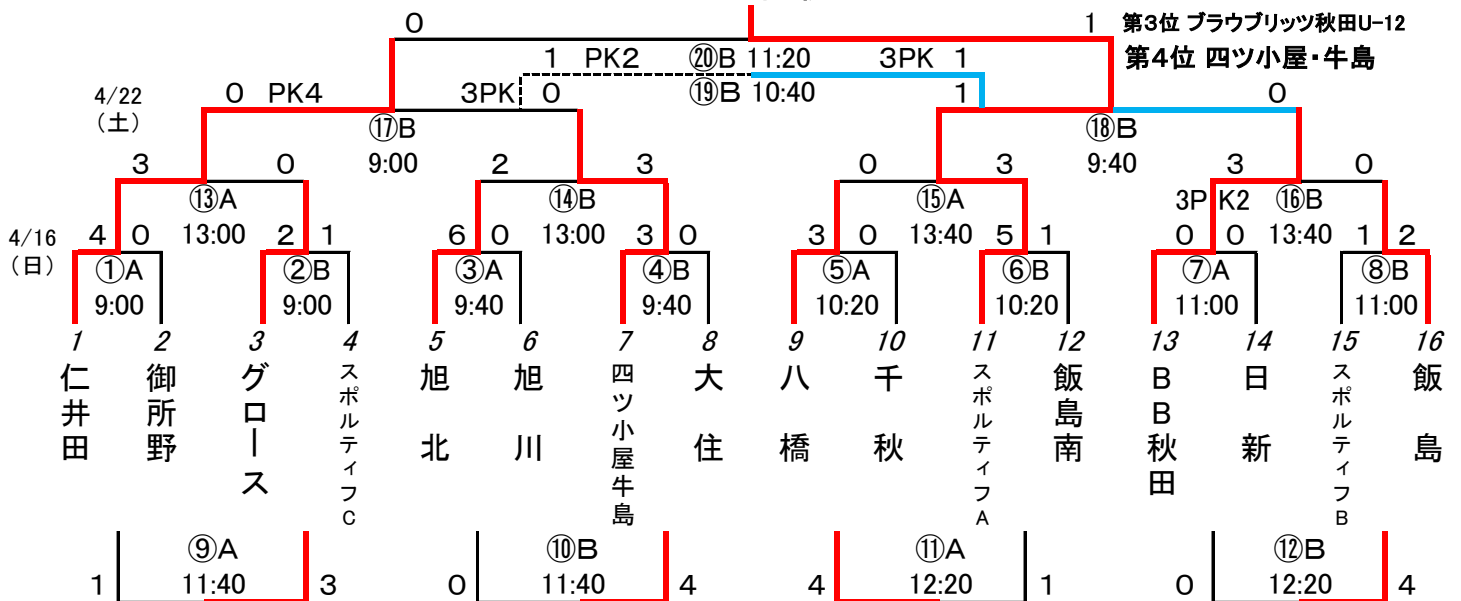 0 1 第3位 ブラウブリッツ秋田U-12
1 PK2 ⑳B 11:20 3PK 1 第4位 四ツ小屋・牛島
4/22 0 PK4 3PK 0 ⑲B 10:40 1 0
(土) ⑰B ⑱B
3 0 9:00 2 3 0 3 9:40 3 0
⑬A ⑭B ⑮A 3PK2 ⑯B
4/16 4 0 13:00 2 1 6 0 13:00 3 0 3 0 13:40 5 1 0 0 13:40 1 2
(日) ①A ②B ③A ④B ⑤A ⑥B ⑦A ⑧B
9:00 9:00 9:40 9:40 10:20 10:20 11:00 11:00
1 2 3 4 5 6 7 8 9 10 11 12 13 14 15 16
仁井田
御所野
グロース
スポルティフC
旭北
旭川
四ツ小屋牛島
大住
八橋
千秋
スポルティフA
飯島南
BB秋田
日新
スポルティフB
飯島
⑨A ⑩B ⑪A ⑫B
1 11:40 3 0 11:40 4 4 12:20 1 0 12:20 4